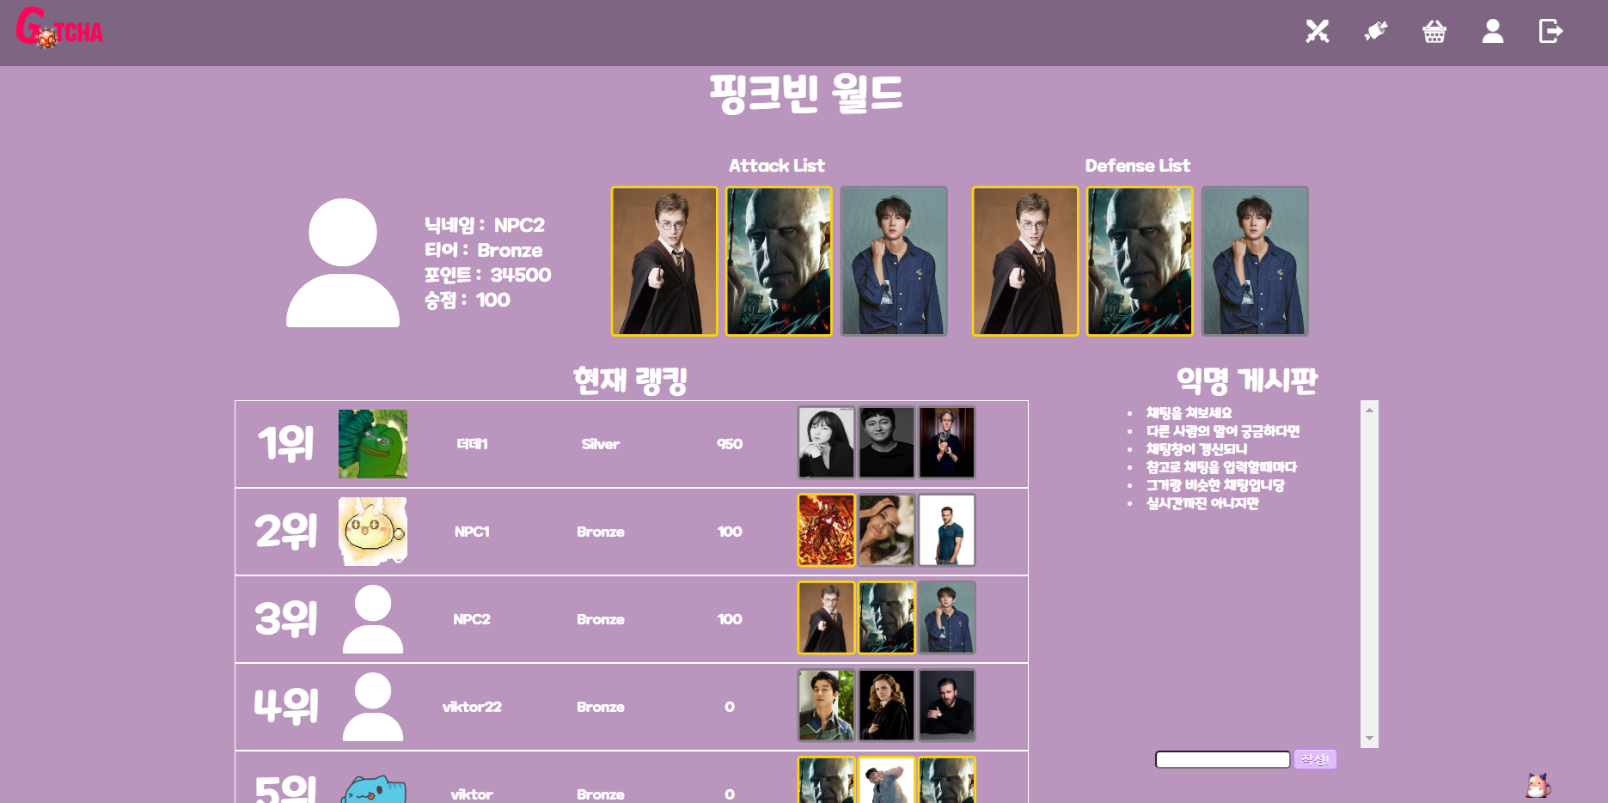 GOTCHA
핑크빈 월드
Attack List
Defense List
닉네임 : NPC2
티어 : Bronze
포인트 : 34500
승점 : 100
현재 랭킹
1위 더데1 Silver 950
2위 NPC1 Bronze 100
3위 NPC2 Bronze 100
4위 viktor22 Bronze 0
5위 viktor Bronze 0
익명 게시판
채팅을 쳐보세요
다른 사람의 말이 궁금하다면
채팅창이 갱신되니
참고로 채팅을 입력할때마다
그거랑 비슷한 채팅입니당
실시간까진 아니지만
작성!